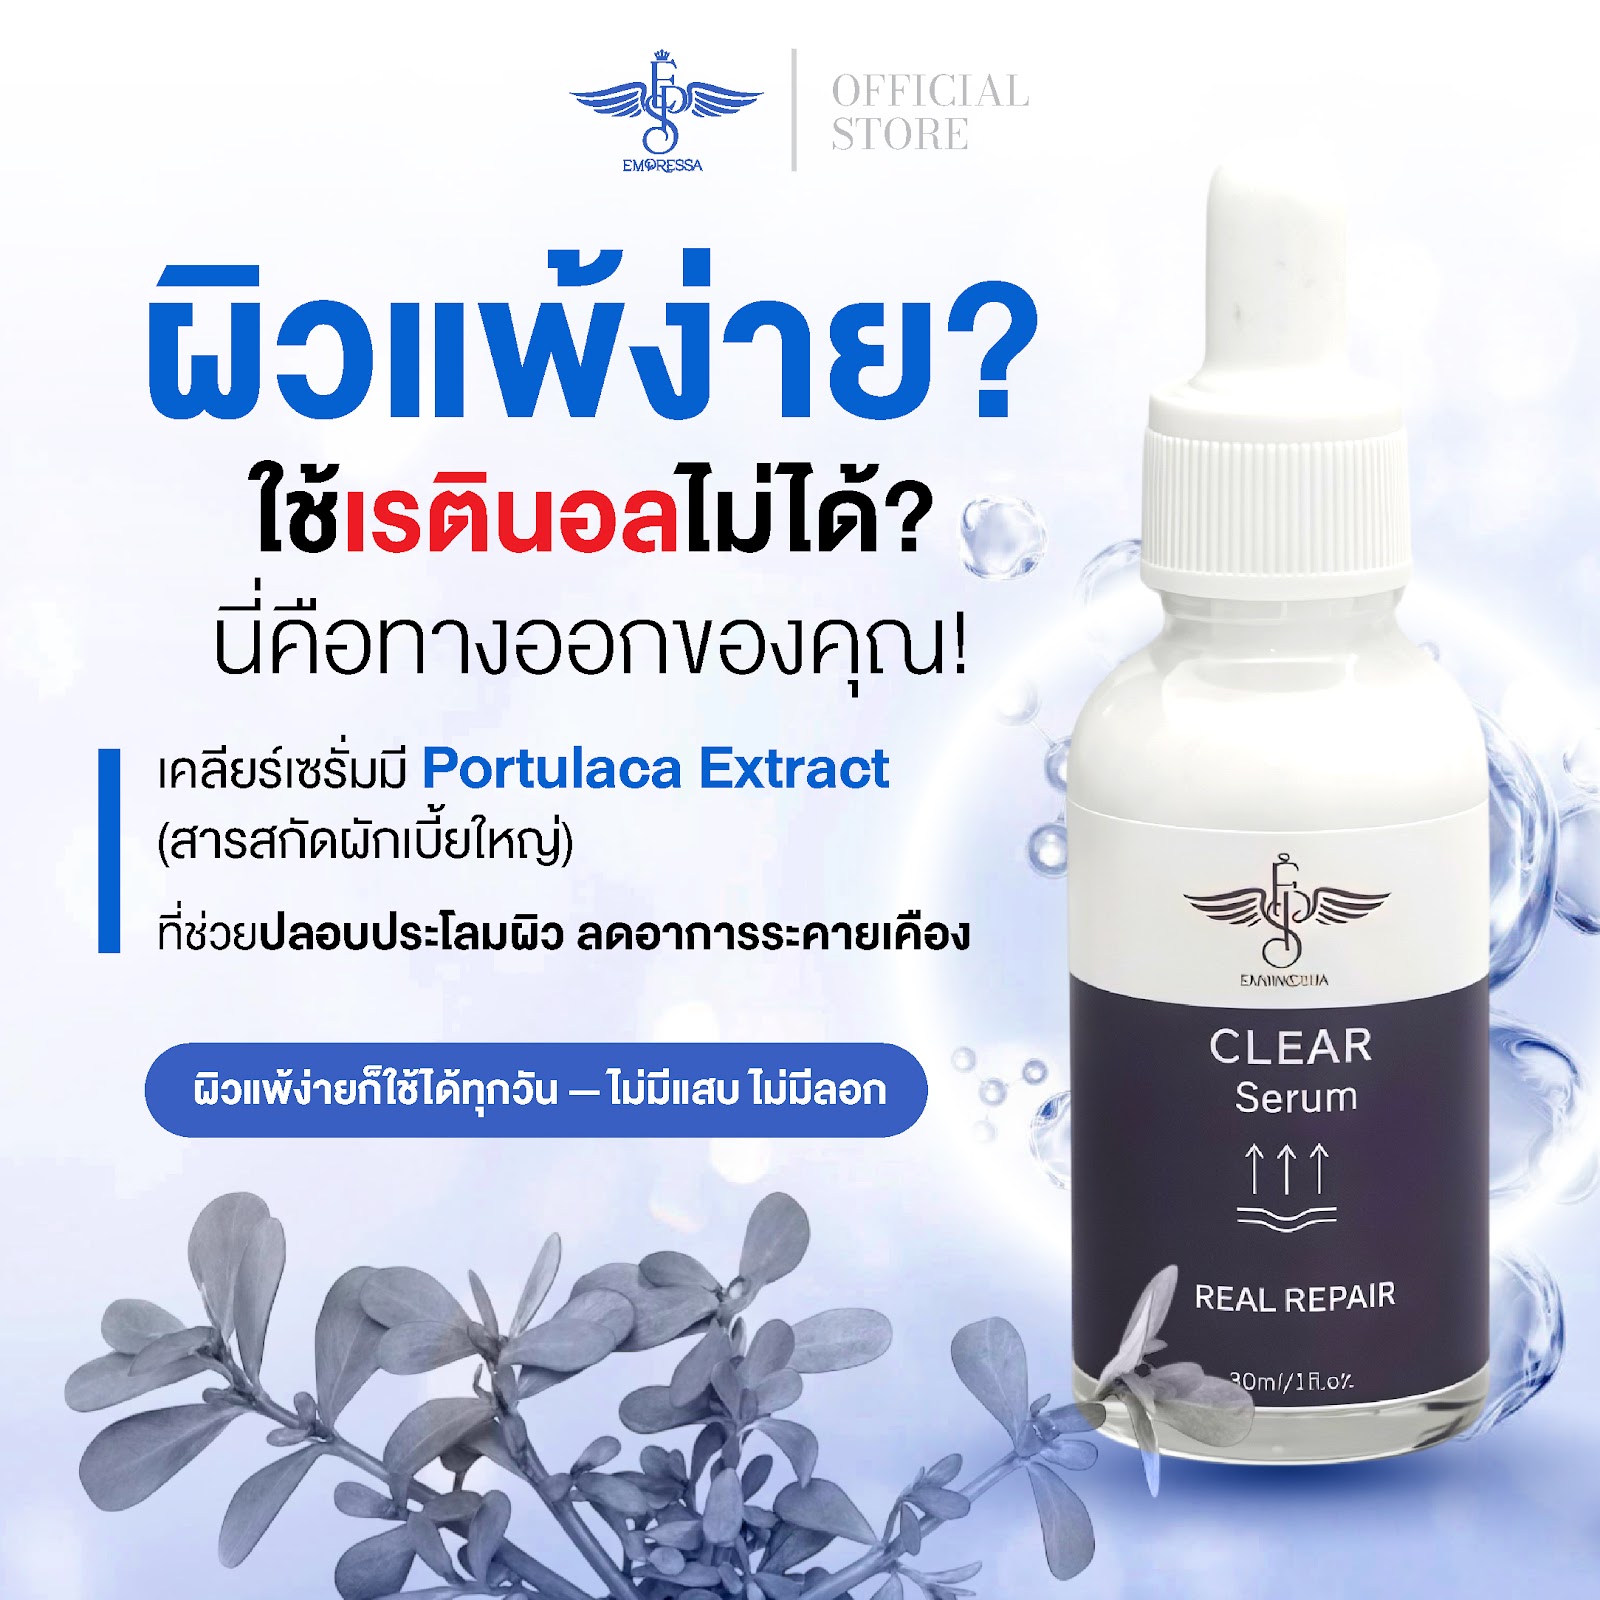 EMPRESSA
OFFICIAL
STORE
ผิวแพ้ง่าย?
ใช้เรตินอลไม่ได้?
นี่คือทางออกของคุณ!
เคลียร์เซรั่มมี Portulaca Extract
(สารสกัดผักเบี้ยใหญ่)
ที่ช่วยปลอบประโลมผิว ลดอาการระคายเคือง
ผิวแพ้ง่ายก็ใช้ได้ทุกวัน – ไม่มีแสบ ไม่มีลอก
CLEAR
Serum
REAL REPAIR